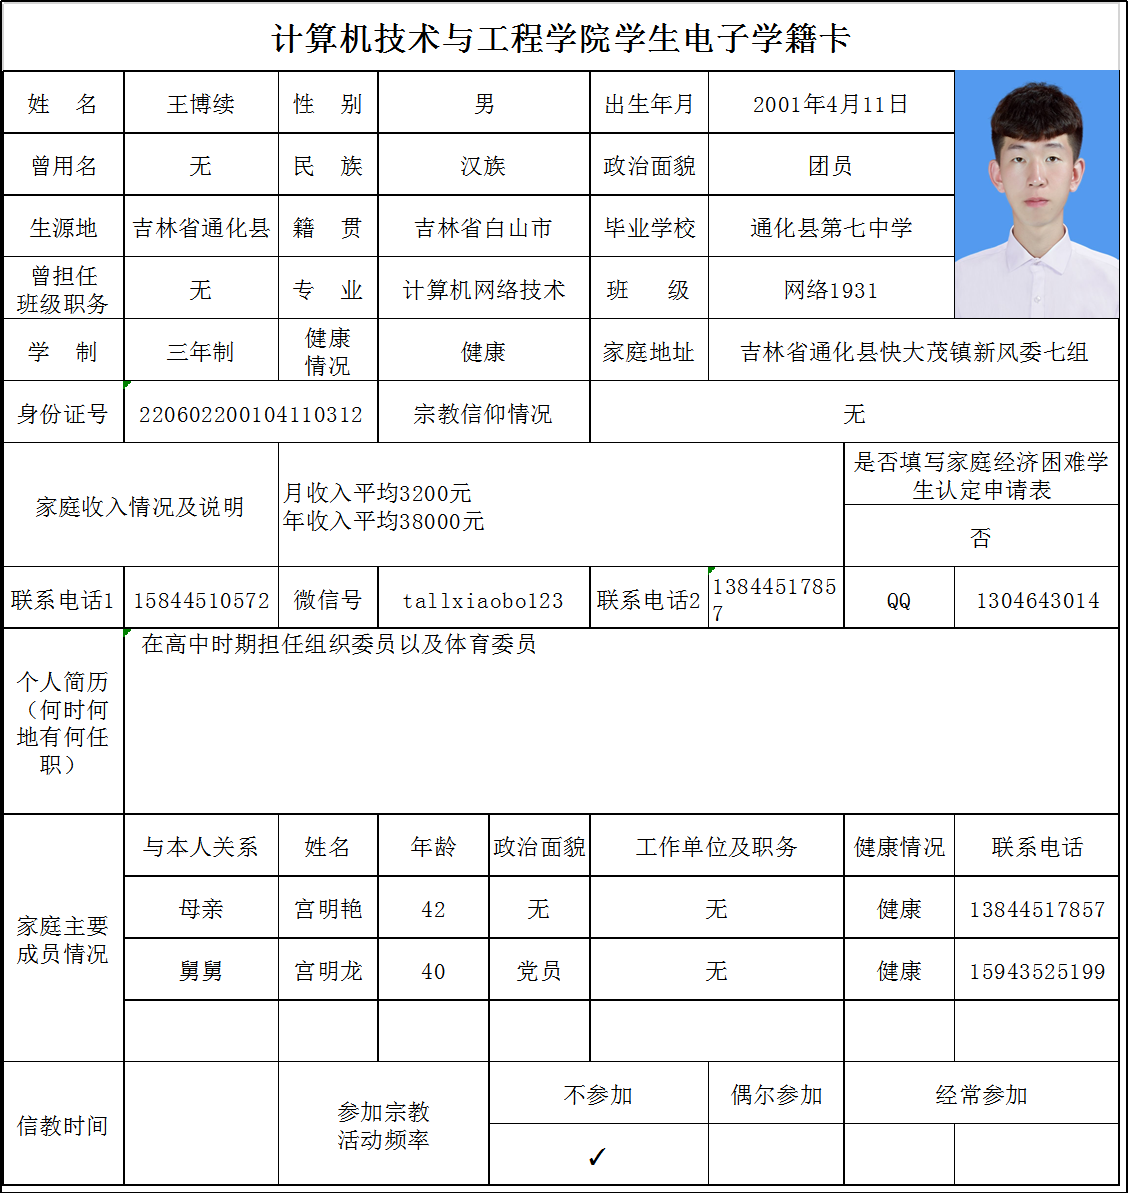 计算机技术与工程学院学生电子学籍卡
姓 名 王博续 性 别 男 出生年月 2001年4月11日
曾用名 无 民 族 汉族 政治面貌 团员
生源地 吉林省通化县 籍 贯 吉林省白山市 毕业学校 通化县第七中学
曾担任
班级职务 无 专 业 计算机网络技术 班 级 网络1931
学 制 三年制 健康
情况 健康 家庭地址 吉林省通化县快大茂镇新风委七组
身份证号 220602200104110312 宗教信仰情况 无
家庭收入情况及说明
月收入平均3200元
年收入平均38000元
是否填写家庭经济困难学
生认定申请表
否
联系电话1 15844510572 微信号 tallxiaobo123 联系电话2 1384451785
7 QQ 1304643014
个人简历
（何时何
地有何任
职）
在高中时期担任组织委员以及体育委员
家庭主要
成员情况
与本人关系 姓名 年龄 政治面貌 工作单位及职务 健康情况 联系电话
母亲 宫明艳 42 无 无 健康 13844517857
舅舅 宫明龙 40 党员 无 健康 15943525199
信教时间
参加宗教
活动频率
不参加 偶尔参加 经常参加
✓